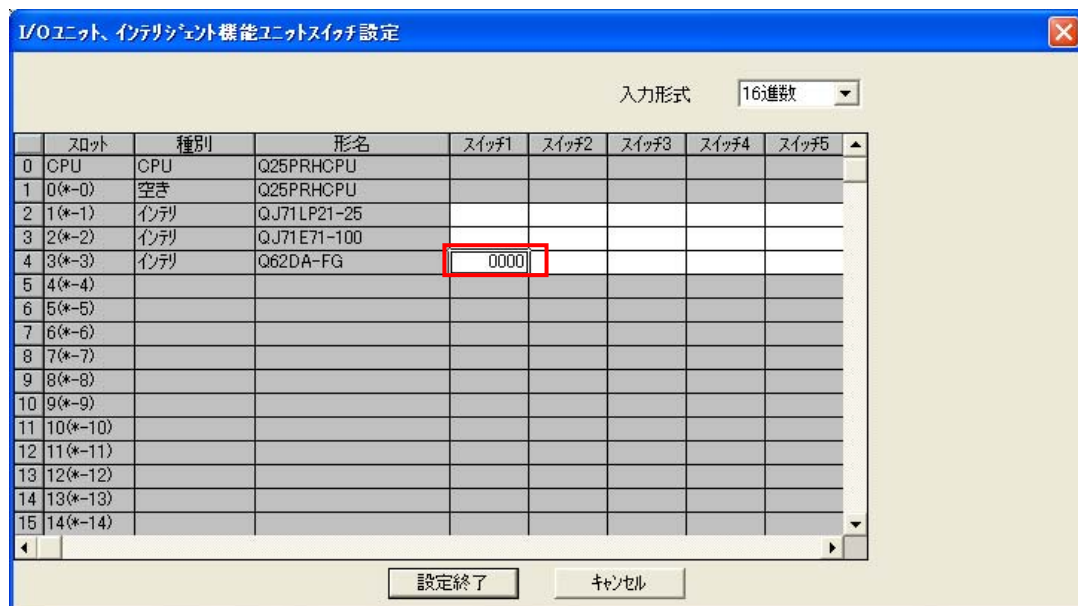 I/Oユニット、インテリジェント機能ユニットスイッチ設定
入力形式 16進数
スロット 種別 形名 スイッチ1 スイッチ2 スイッチ3 スイッチ4 スイッチ5
0 CPU CPU Q25PRHCPU
1 0(*-0) 空き Q25PRHCPU
2 1(*-1) インテリ QJ71LP21-25
3 2(*-2) インテリ QJ71E71-100
4 3(*-3) インテリ Q62DA-FG 0000
5 4(*-4)
6 5(*-5)
7 6(*-6)
8 7(*-7)
9 8(*-8)
10 9(*-9)
11 10(*-10)
12 11(*-11)
13 12(*-12)
14 13(*-13)
15 14(*-14)
設定終了 キャンセル